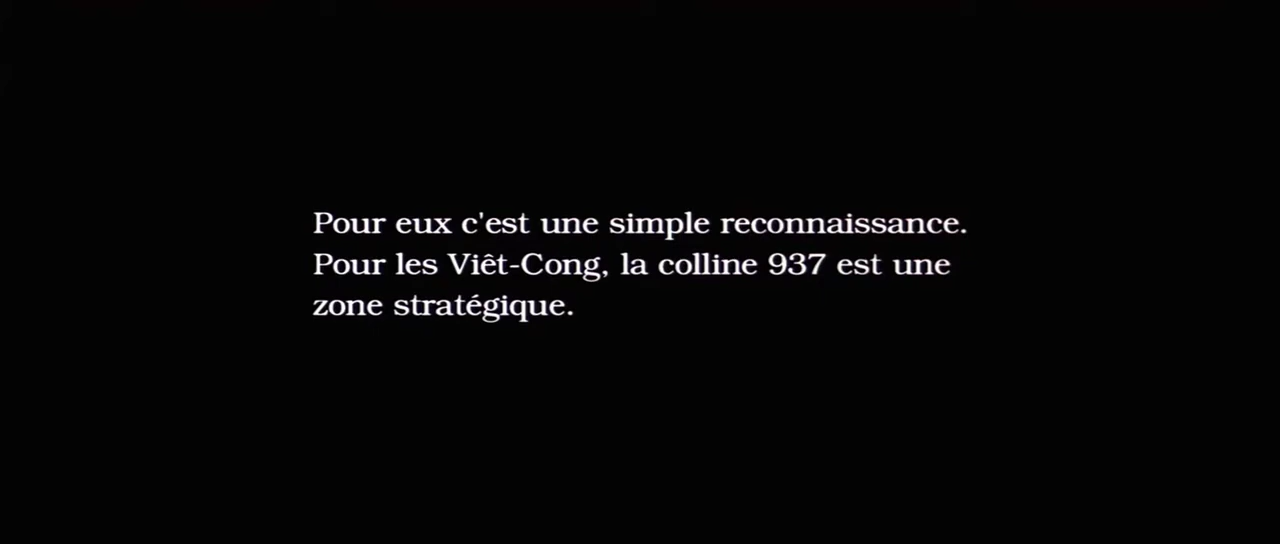 Pour eux c'est une simple reconnaissance.
Pour les Viêt-Cong, la colline 937 est une
zone stratégique.